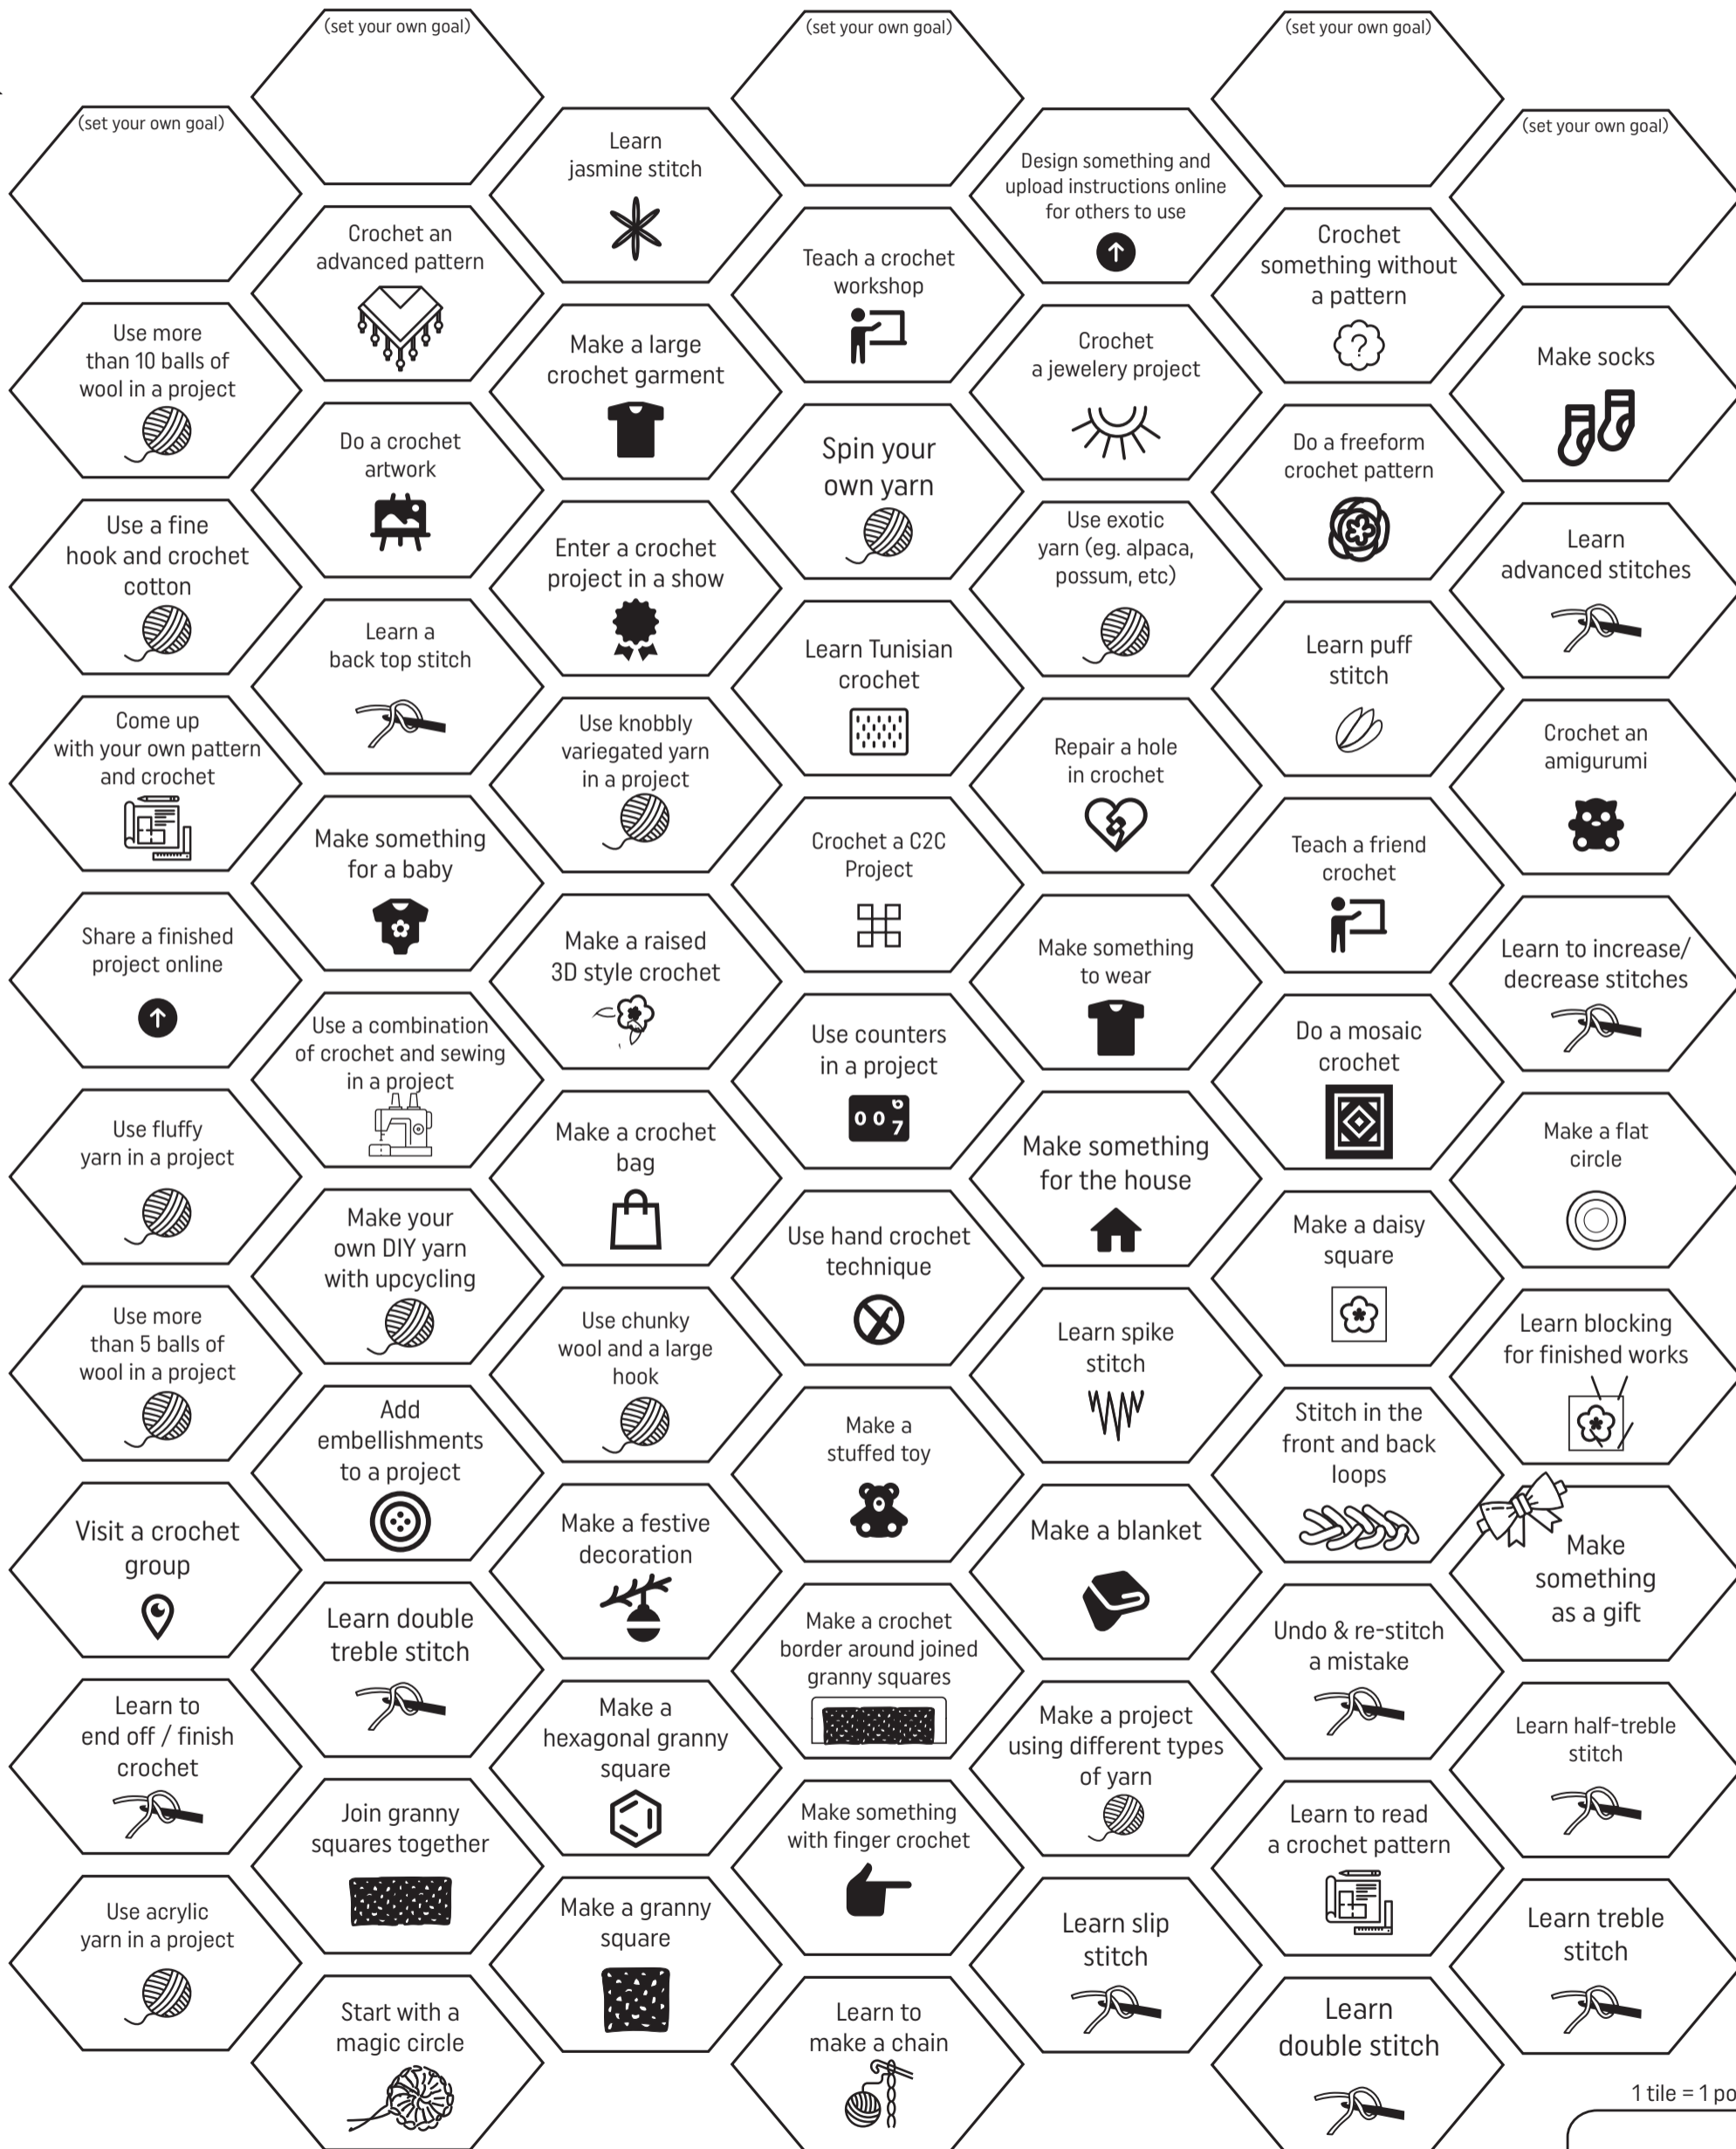 (set your own goal)
(set your own goal)
(set your own goal)
(set your own goal)
Learn
jasmine stitch
Design something and
upload instructions online
for others to use
(set your own goal)
Crochet an
advanced pattern
Teach a crochet
workshop
Crochet
something without
a pattern
Use more
than 10 balls of
wool in a project
Make a large
crochet garment
Crochet
a jewelery project
Make socks
Do a crochet
artwork
Spin your
own yarn
Do a freeform
crochet pattern
Use a fine
hook and crochet
cotton
Enter a crochet
project in a show
Use exotic
yarn (eg. alpaca,
possum, etc)
Learn
advanced stitches
Learn a
back top stitch
Learn Tunisian
crochet
Learn puff
stitch
Come up
with your own pattern
and crochet
Use knobbly
variegated yarn
in a project
Repair a hole
in crochet
Crochet an
amigurumi
Make something
for a baby
Crochet a C2C
Project
Teach a friend
crochet
Share a finished
project online
Make a raised
3D style crochet
Make something
to wear
Learn to increase/
decrease stitches
Use a combination
of crochet and sewing
in a project
Use counters
in a project
0 0 6
7
Do a mosaic
crochet
Use fluffy
yarn in a project
Make a crochet
bag
Make something
for the house
Make a flat
circle
Make your
own DIY yarn
with upcycling
Use hand crochet
technique
Make a daisy
square
Use more
than 5 balls of
wool in a project
Use chunky
wool and a large
hook
Learn spike
stitch
Learn blocking
for finished works
Add
embellishments
to a project
Make a
stuffed toy
Stitch in the
front and back
loops
Visit a crochet
group
Make a festive
decoration
Make a blanket
Make
something
as a gift
Learn double
treble stitch
Make a crochet
border around joined
granny squares
Undo & re-stitch
a mistake
Learn to
end off / finish
crochet
Make a
hexagonal granny
square
Make a project
using different types
of yarn
Learn half-treble
stitch
Join granny
squares together
Make something
with finger crochet
Learn to read
a crochet pattern
Use acrylic
yarn in a project
Make a granny
square
Learn slip
stitch
Learn treble
stitch
Start with a
magic circle
Learn to
make a chain
Learn
double stitch
1 tile = 1 po